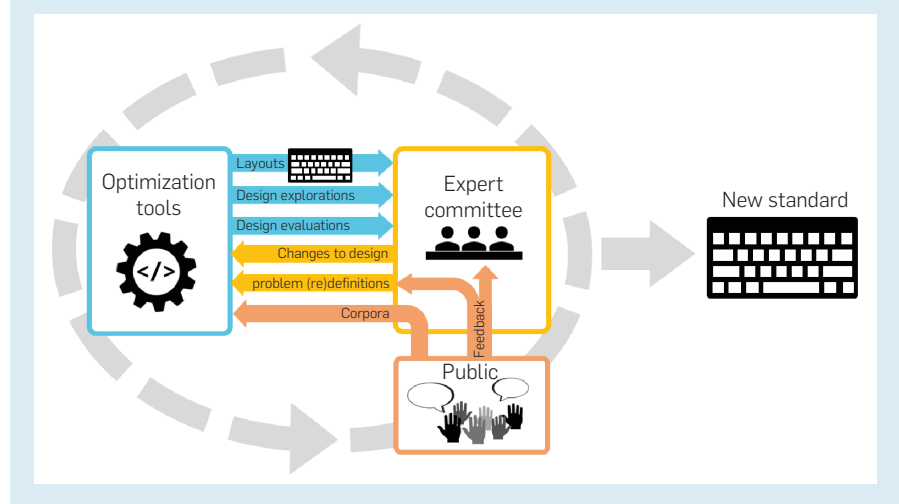 Optimization
tools
</>
Layouts
Design explorations
Design evaluations
Changes to design
problem (re)definitions
Corpora
Expert
committee
Feedback
Public
New standard